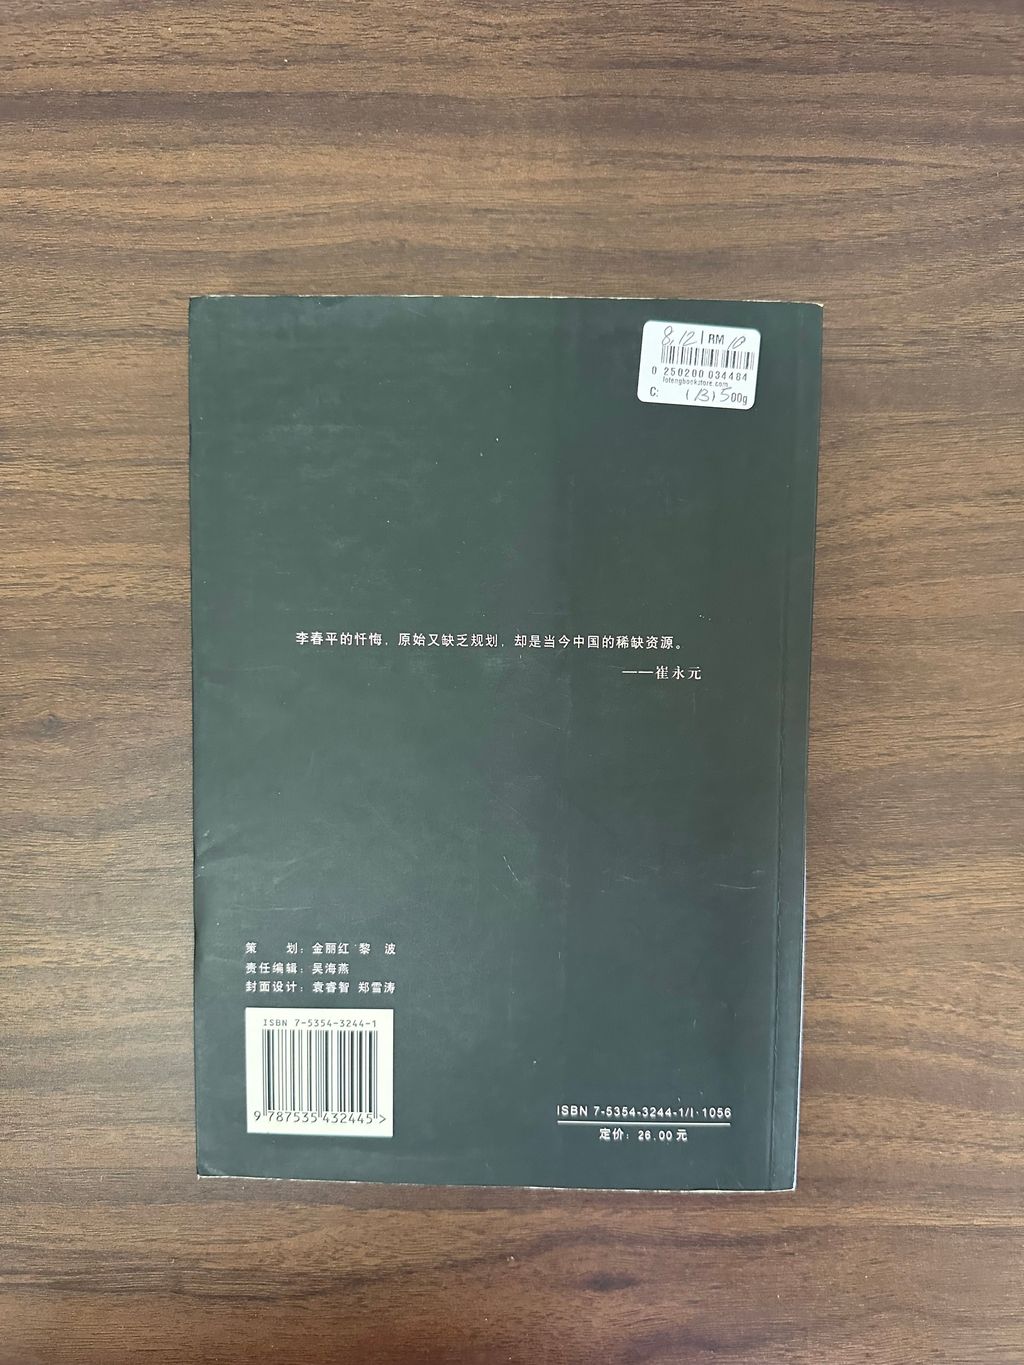 8,12 | RM 10
0 250200 034484
fotengbookstore.com
C: (B) 500g
李春平的忏悔，原始又缺乏规划，却是当今中国的稀缺资源。
——崔永元
策　划：金丽红 黎　波
责任编辑：吴海燕
封面设计：袁睿智 郑雪涛
ISBN 7-5354-3244-1
9 787535 432445 >
ISBN 7-5354-3244-1/I·1056
定价：26.00元